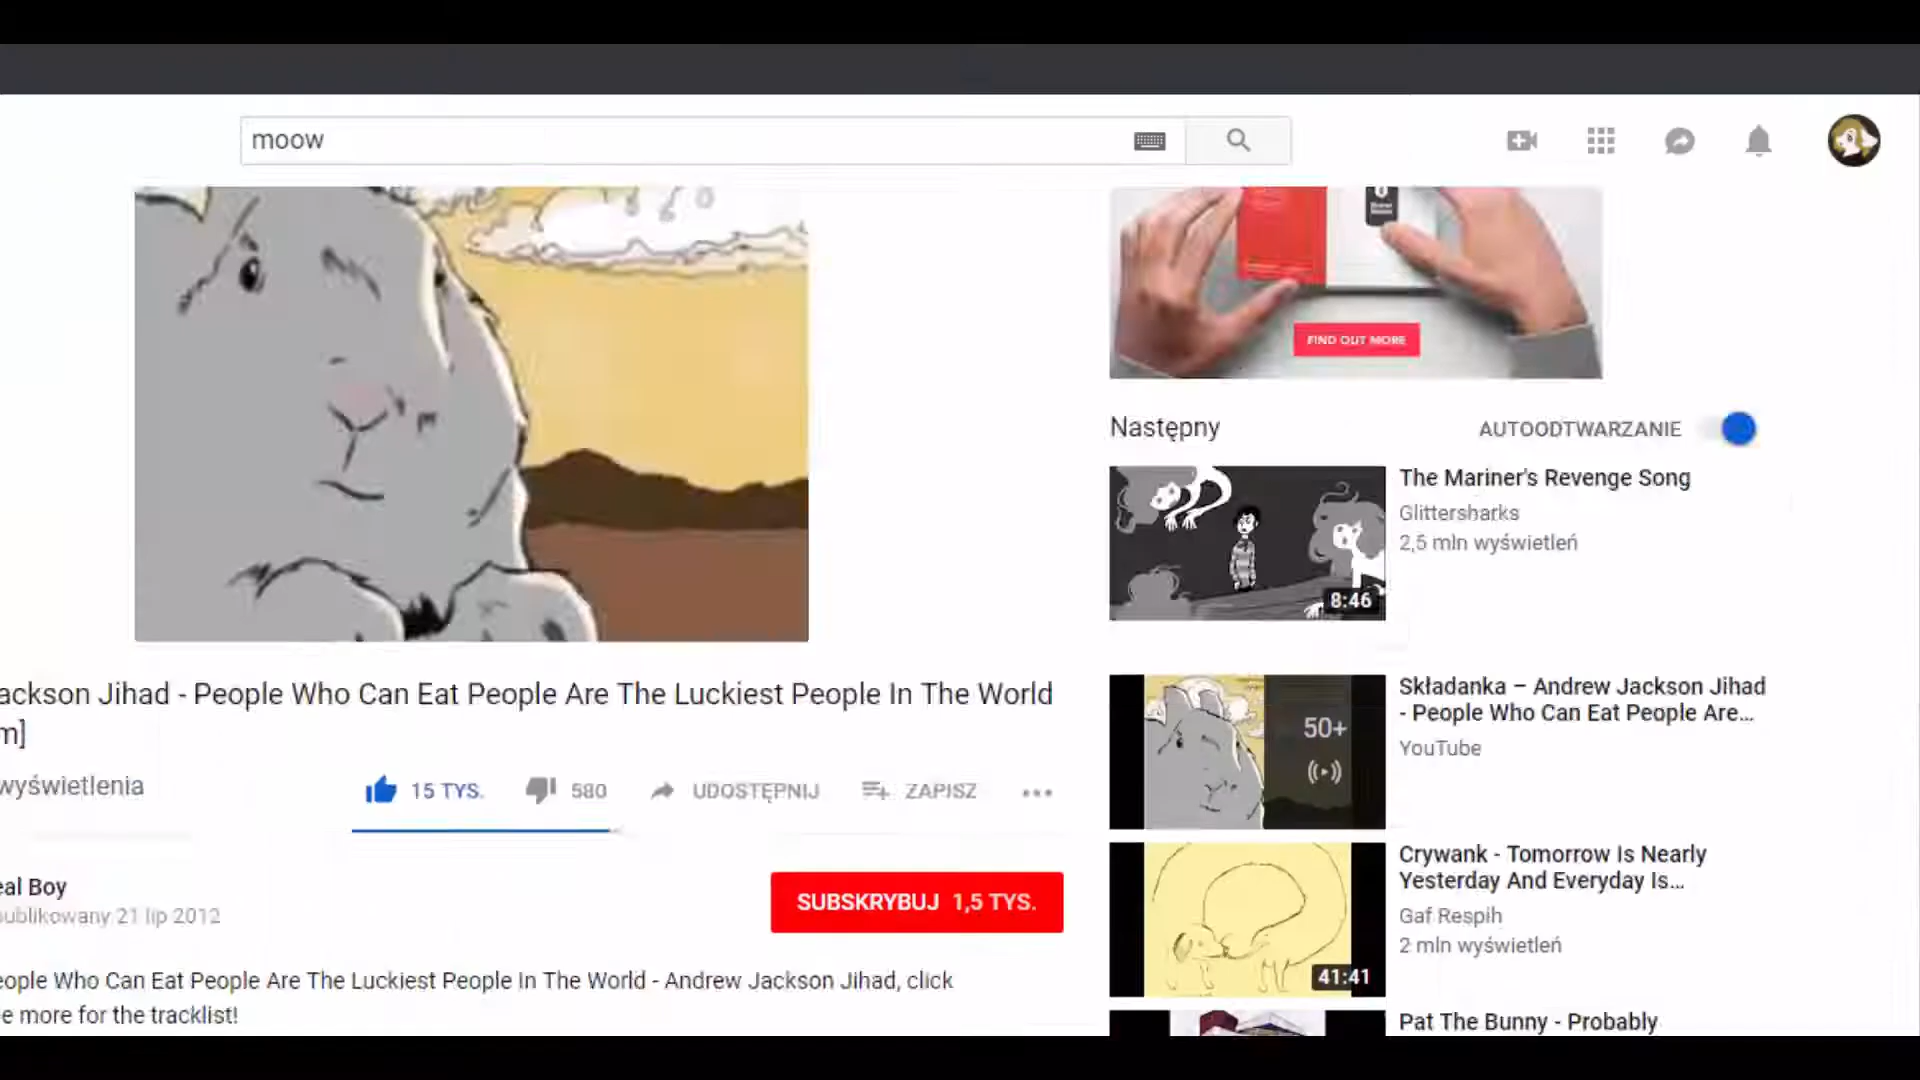 moow
FIND OUT MORE
Następny
AUTOODTWARZANIE
The Mariner's Revenge Song
Glittersharks
2,5 mln wyświetleń
8:46
ackson Jihad - People Who Can Eat People Are The Luckiest People In The World
m]
wyświetlenia
15 TYS.
580
UDOSTĘPNIJ
ZAPISZ
Składanka – Andrew Jackson Jihad
- People Who Can Eat People Are...
YouTube
50+
eal Boy
publikowany 21 lip 2012
SUBSKRYBUJ 1,5 TYS.
Crywank - Tomorrow Is Nearly
Yesterday And Everyday Is...
Gaf Respih
2 mln wyświetleń
41:41
eople Who Can Eat People Are The Luckiest People In The World - Andrew Jackson Jihad, click
e more for the tracklist!
Pat The Bunny - Probably